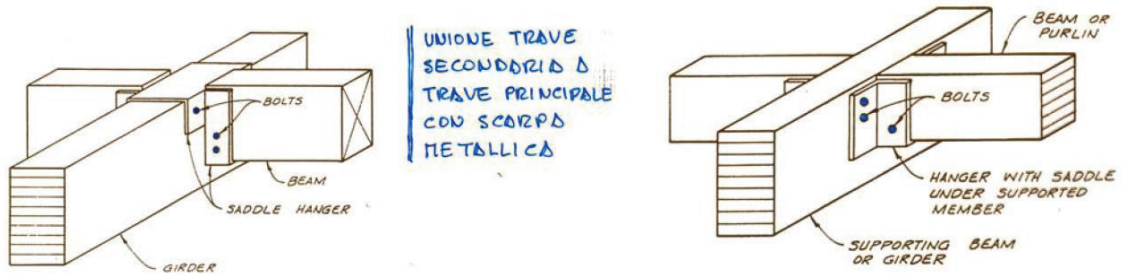 BOLTS
BEAM
SADDLE HANGER
GIRDER
UNIONE TRAVE
SECONDARIA A
TRAVE PRINCIPALE
CON SCARPA
METALLICA
BEAM OR
PURLIN
BOLTS
HANGER WITH SADDLE
UNDER SUPPORTED
MEMBER
SUPPORTING BEAM
OR GIRDER